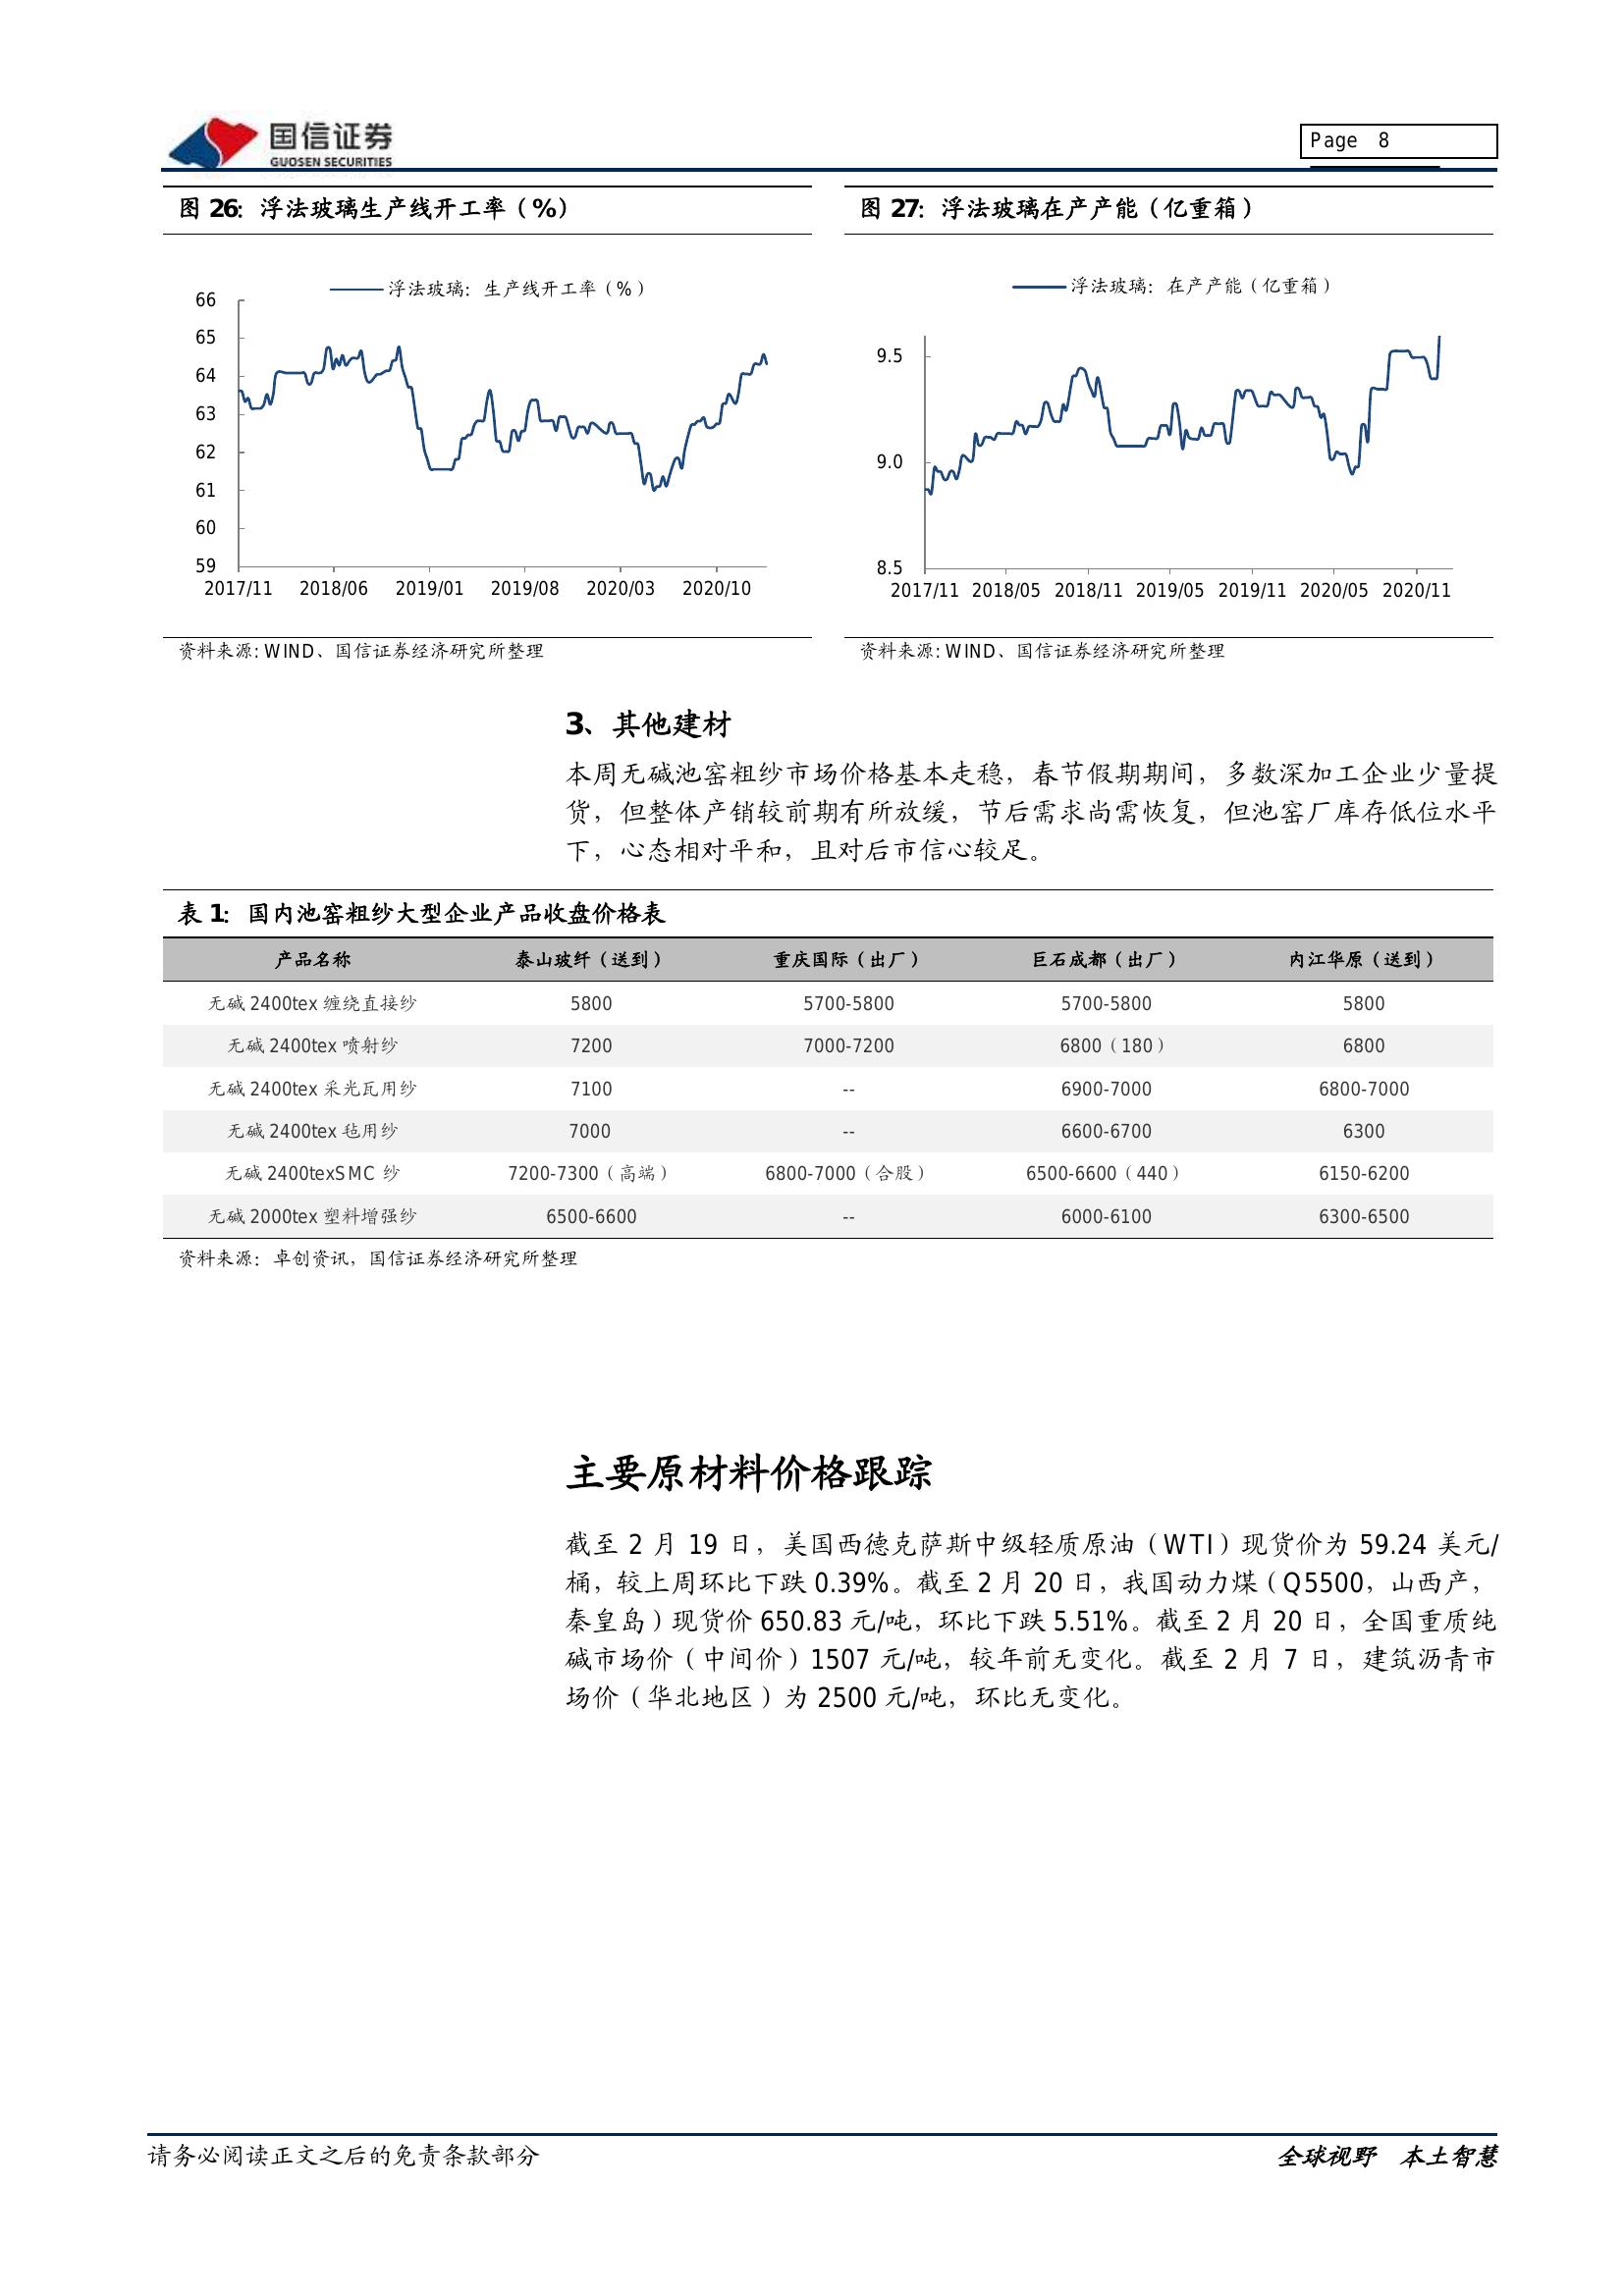 国信证券
GUOSEN SECURITIES
Page 8
图 26：浮法玻璃生产线开工率（%）
浮法玻璃：生产线开工率（%）
66
65
64
63
62
61
60
59
2017/11 2018/06 2019/01 2019/08 2020/03 2020/10
资料来源: WIND、国信证券经济研究所整理
图 27：浮法玻璃在产产能（亿重箱）
浮法玻璃：在产产能（亿重箱）
9.5
9.0
8.5
2017/11 2018/05 2018/11 2019/05 2019/11 2020/05 2020/11
资料来源: WIND、国信证券经济研究所整理
3、其他建材
本周无碱池窑粗纱市场价格基本走稳，春节假期期间，多数深加工企业少量提
货，但整体产销较前期有所放缓，节后需求尚需恢复，但池窑厂库存低位水平
下，心态相对平和，且对后市信心较足。
表 1：国内池窑粗纱大型企业产品收盘价格表
产品名称 泰山玻纤（送到） 重庆国际（出厂） 巨石成都（出厂） 内江华原（送到）
无碱 2400tex 缠绕直接纱 5800 5700-5800 5700-5800 5800
无碱 2400tex 喷射纱 7200 7000-7200 6800（180） 6800
无碱 2400tex 采光瓦用纱 7100 -- 6900-7000 6800-7000
无碱 2400tex 毡用纱 7000 -- 6600-6700 6300
无碱 2400texSMC 纱 7200-7300（高端） 6800-7000（合股） 6500-6600（440） 6150-6200
无碱 2000tex 塑料增强纱 6500-6600 -- 6000-6100 6300-6500
资料来源：卓创资讯，国信证券经济研究所整理
主要原材料价格跟踪
截至 2 月 19 日，美国西德克萨斯中级轻质原油（WTI）现货价为 59.24 美元/
桶，较上周环比下跌 0.39%。截至 2 月 20 日，我国动力煤（Q5500，山西产，
秦皇岛）现货价 650.83 元/吨，环比下跌 5.51%。截至 2 月 20 日，全国重质纯
碱市场价（中间价）1507 元/吨，较年前无变化。截至 2 月 7 日，建筑沥青市
场价（华北地区）为 2500 元/吨，环比无变化。
请务必阅读正文之后的免责条款部分
全球视野 本土智慧